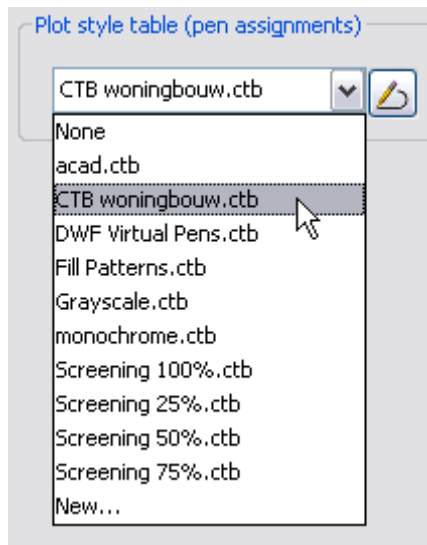 Plot style table (pen assignments)
CTB woningbouw.ctb
None
acad.ctb
CTB woningbouw.ctb
DWF Virtual Pens.ctb
Fill Patterns.ctb
Grayscale.ctb
monochrome.ctb
Screening 100%.ctb
Screening 25%.ctb
Screening 50%.ctb
Screening 75%.ctb
New...